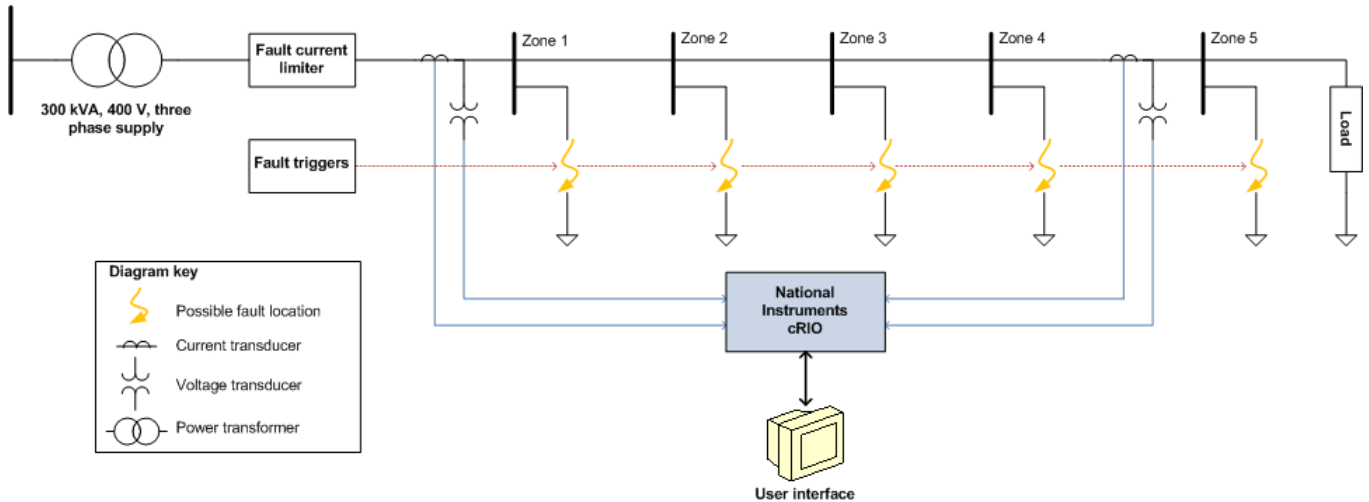 Zone 1
Zone 2
Zone 3
Zone 4
Zone 5
Fault current
limiter
300 kVA, 400 V, three
phase supply
Load
Fault triggers
Diagram key
Possible fault location
Current transducer
Voltage transducer
Power transformer
National
Instruments
cRIO
User interface